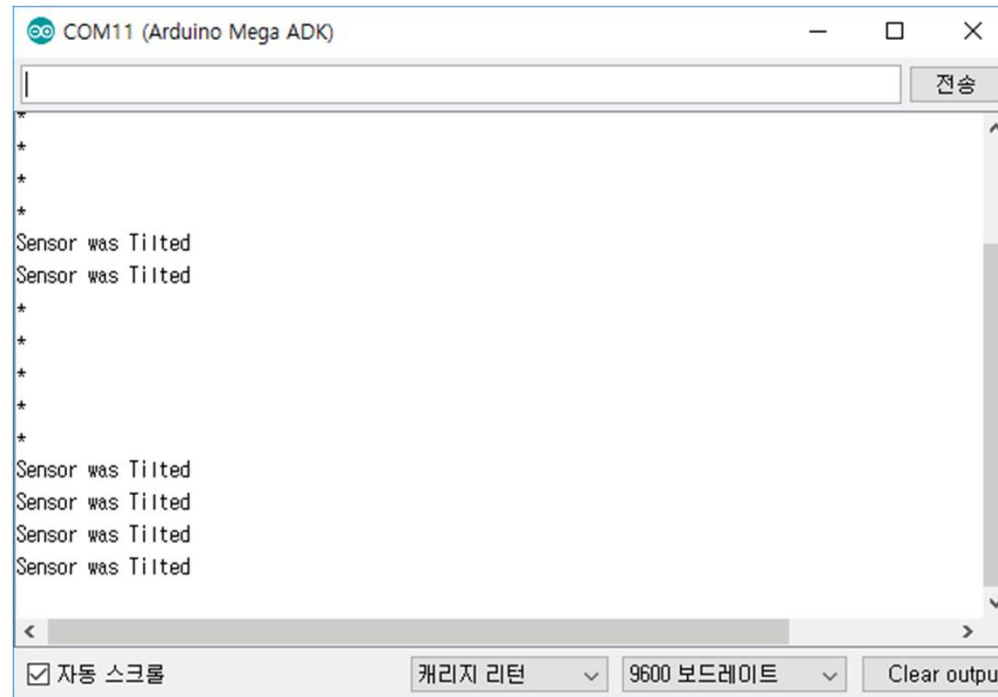 COM11 (Arduino Mega ADK)
전송
*
*
*
*
Sensor was Tilted
Sensor was Tilted
*
*
*
*
*
Sensor was Tilted
Sensor was Tilted
Sensor was Tilted
Sensor was Tilted
자동 스크롤 캐리지 리턴 9600 보드레이트 Clear outpu